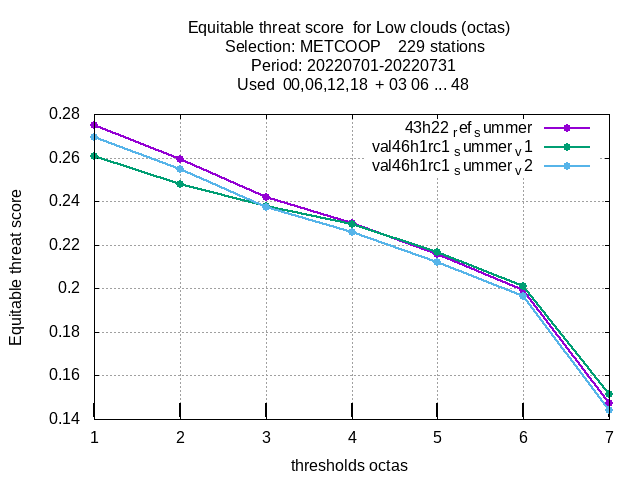 Equitable threat score  for Low clouds (octas)
Selection: METCOOP    229 stations
Period: 20220701-20220731
Used  00,06,12,18  + 03 06 ... 48
0.28
0.26
0.24
0.22
0.2
0.18
0.16
0.14
Equitable threat score
43h22 ref summer
val46h1rc1 summer v1
val46h1rc1 summer v2
1 2 3 4 5 6 7
thresholds octas